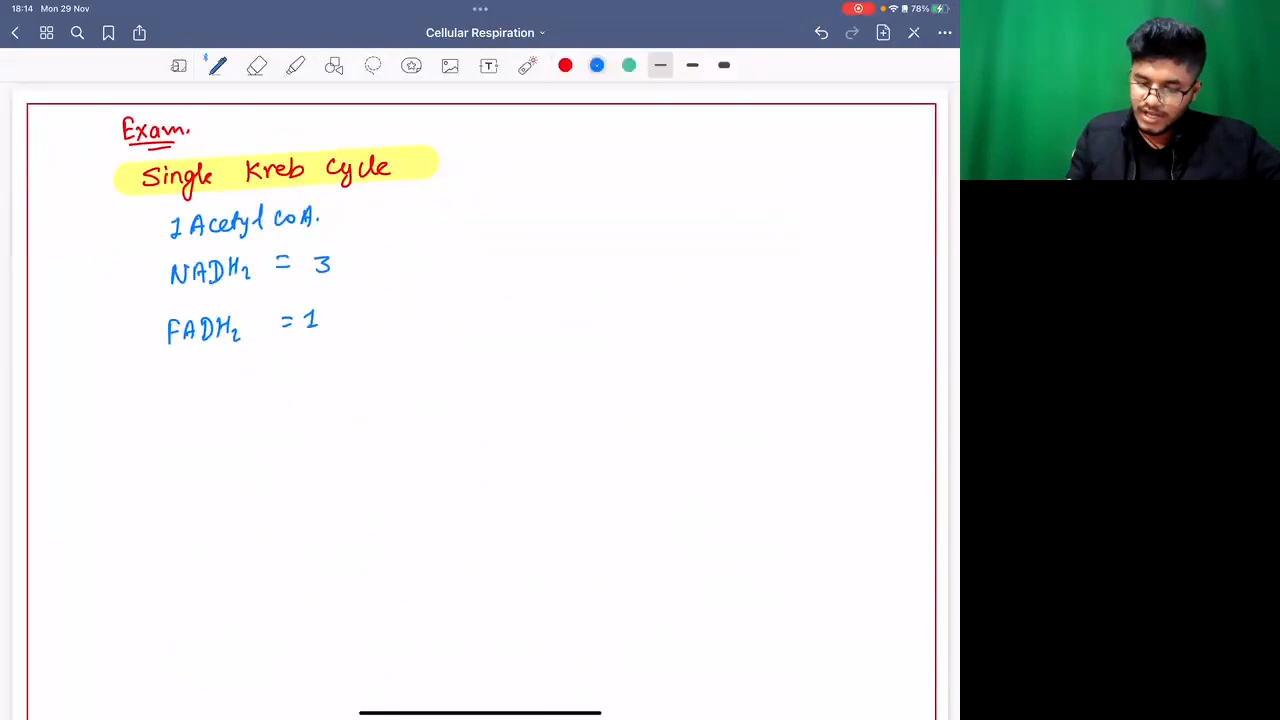 18:14 Mon 29 Nov
78%
Cellular Respiration
Exam.
Single Kreb Cycle
1 Acetyl CoA.
NADH2 = 3
FADH2 = 1